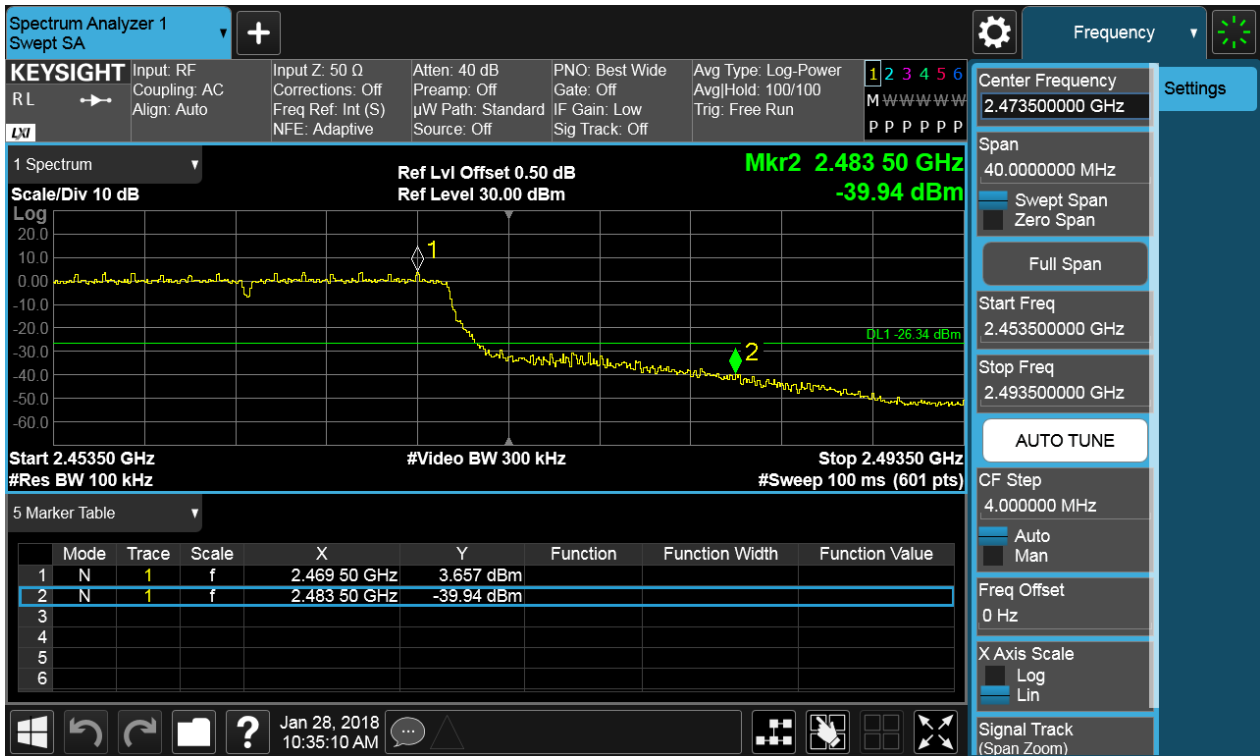 Spectrum Analyzer 1
Swept SA
+
Frequency
KEYSIGHT
R L
LXI
Input: RF
Coupling: AC
Align: Auto
Input Z: 50 Ω
Corrections: Off
Freq Ref: Int (S)
NFE: Adaptive
Atten: 40 dB
Preamp: Off
µW Path: Standard
Source: Off
PNO: Best Wide
Gate: Off
IF Gain: Low
Sig Track: Off
Avg Type: Log-Power
Avg|Hold: 100/100
Trig: Free Run
1 2 3 4 5 6
M W W W W W
P P P P P P
1 Spectrum
Scale/Div 10 dB
Ref Lvl Offset 0.50 dB
Ref Level 30.00 dBm
Mkr2 2.483 50 GHz
-39.94 dBm
Log
20.0
10.0
0.00
-10.0
-20.0
-30.0
-40.0
-50.0
-60.0
1
2
DL1 -26.34 dBm
Start 2.45350 GHz
#Video BW 300 kHz
Stop 2.49350 GHz
#Res BW 100 kHz
#Sweep 100 ms (601 pts)
5 Marker Table
Mode Trace Scale X Y Function Function Width Function Value
1 N 1 f 2.469 50 GHz 3.657 dBm
2 N 1 f 2.483 50 GHz -39.94 dBm
3
4
5
6
Center Frequency
2.473500000 GHz
Settings
Span
40.0000000 MHz
Swept Span
Zero Span
Full Span
Start Freq
2.453500000 GHz
Stop Freq
2.493500000 GHz
AUTO TUNE
CF Step
4.000000 MHz
Auto
Man
Freq Offset
0 Hz
X Axis Scale
Log
Lin
Signal Track
(Span Zoom)
?
Jan 28, 2018
10:35:10 AM